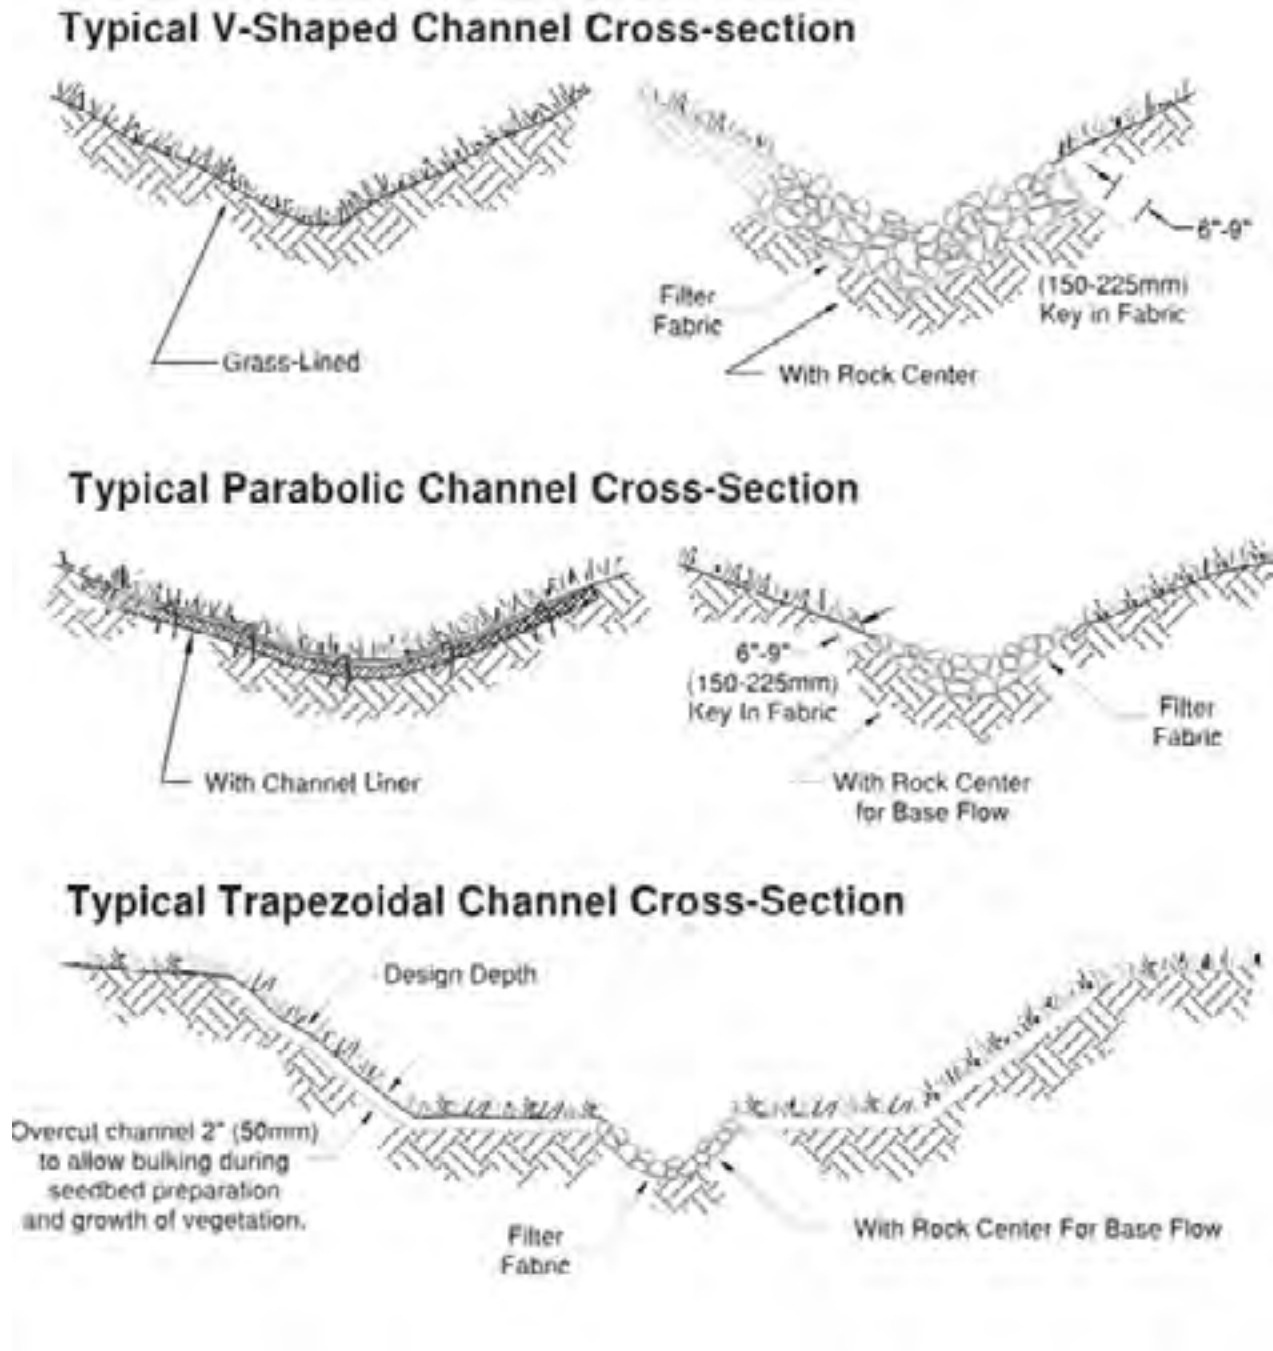 Typical V-Shaped Channel Cross-section
Grass-Lined
Filter
Fabric
6"-9"
(150-225mm)
Key in Fabric
With Rock Center
Typical Parabolic Channel Cross-Section
With Channel Liner
6"-9"
(150-225mm)
Key In Fabric
Filter
Fabric
With Rock Center
for Base Flow
Typical Trapezoidal Channel Cross-Section
Design Depth
Overcut channel 2" (50mm)
to allow bulking during
seedbed preparation
and growth of vegetation.
Filter
Fabric
With Rock Center For Base Flow